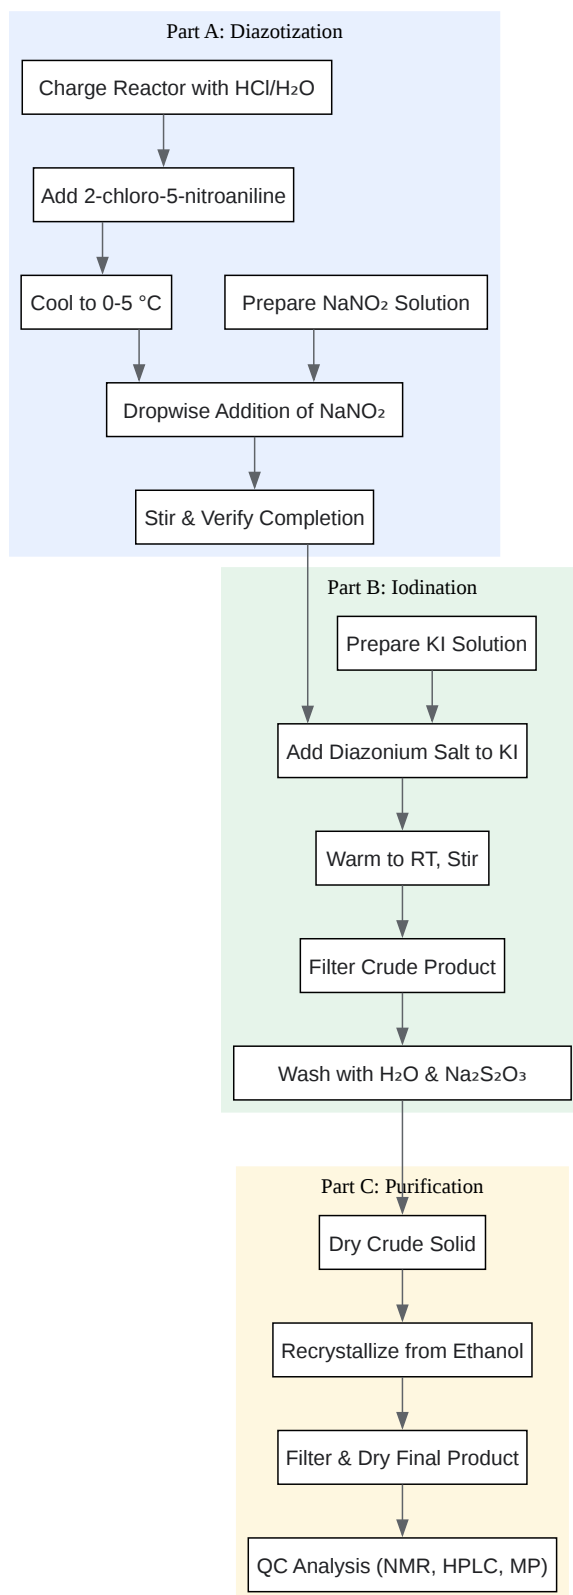 Part A: Diazotization
Charge Reactor with HCl/H₂O
Add 2-chloro-5-nitroaniline
Cool to 0-5 °C
Prepare NaNO₂ Solution
Dropwise Addition of NaNO₂
Stir & Verify Completion
Part B: Iodination
Prepare KI Solution
Add Diazonium Salt to KI
Warm to RT, Stir
Filter Crude Product
Wash with H₂O & Na₂S₂O₃
Part C: Purification
Dry Crude Solid
Recrystallize from Ethanol
Filter & Dry Final Product
QC Analysis (NMR, HPLC, MP)